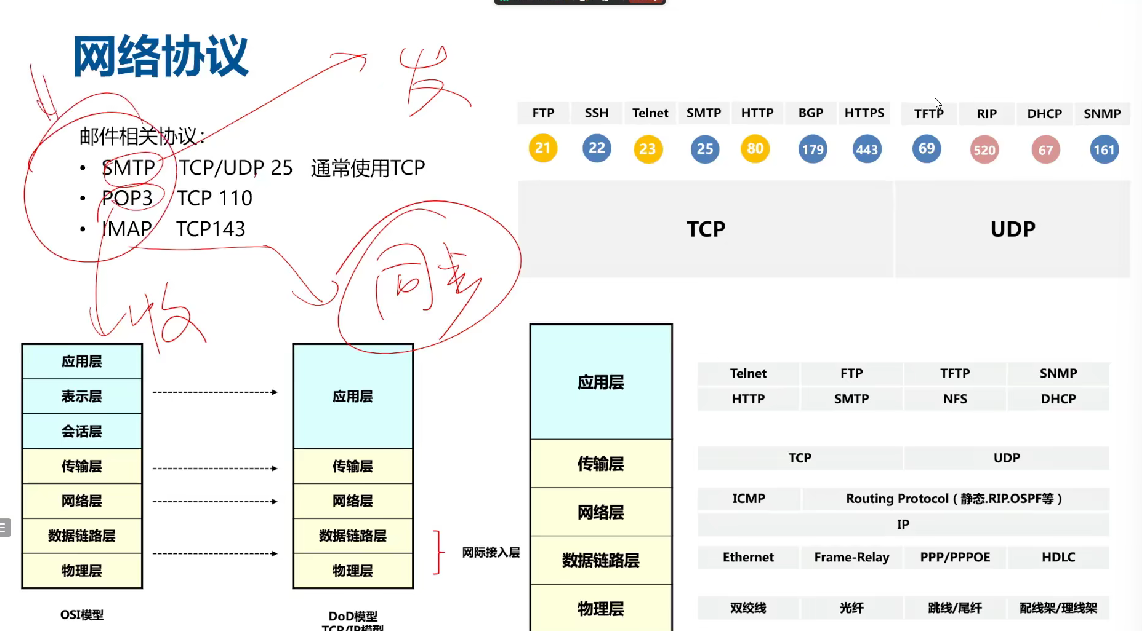 网络协议
发
邮件相关协议：
• SMTP TCP/UDP 25 通常使用TCP
• POP3 TCP 110
• IMAP TCP143
收
FTP SSH Telnet SMTP HTTP BGP HTTPS TFTP RIP DHCP SNMP
21 22 23 25 80 179 443 69 520 67 161
TCP UDP
应用层
表示层
会话层
传输层
网络层
数据链路层
物理层
OSI模型
应用层
传输层
网络层
数据链路层
物理层
网际接入层
DoD模型
TCP/IP模型
应用层
传输层
网络层
数据链路层
物理层
Telnet FTP TFTP SNMP
HTTP SMTP NFS DHCP
TCP UDP
ICMP Routing Protocol（静态.RIP.OSPF等）
IP
Ethernet Frame-Relay PPP/PPPOE HDLC
双绞线 光纤 跳线/尾纤 配线架/理线架